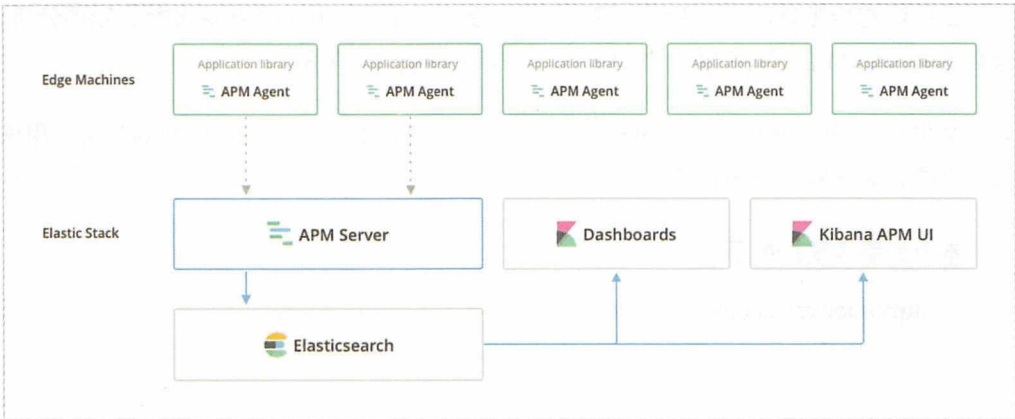 Edge Machines
Application library
APM Agent
Application library
APM Agent
Application library
APM Agent
Application library
APM Agent
Application library
APM Agent
Elastic Stack
APM Server
Dashboards
Kibana APM UI
Elasticsearch